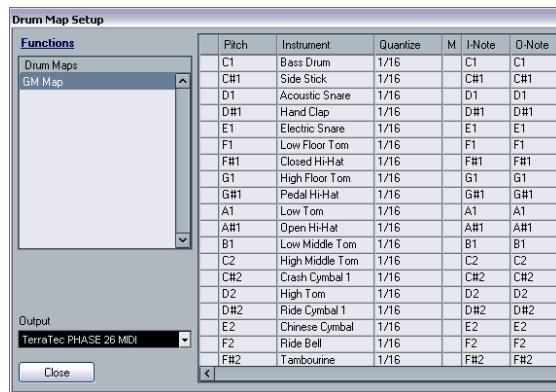 Drum Map Setup
Functions
Drum Maps
GM Map
Output
TerraTec PHASE 26 MIDI
Close
Pitch Instrument Quantize M I-Note O-Note
C1 Bass Drum 1/16 C1 C1
C#1 Side Stick 1/16 C#1 C#1
D1 Acoustic Snare 1/16 D1 D1
D#1 Hand Clap 1/16 D#1 D#1
E1 Electric Snare 1/16 E1 E1
F1 Low Floor Tom 1/16 F1 F1
F#1 Closed Hi-Hat 1/16 F#1 F#1
G1 High Floor Tom 1/16 G1 G1
G#1 Pedal Hi-Hat 1/16 G#1 G#1
A1 Low Tom 1/16 A1 A1
A#1 Open Hi-Hat 1/16 A#1 A#1
B1 Low Middle Tom 1/16 B1 B1
C2 High Middle Tom 1/16 C2 C2
C#2 Crash Cymbal 1 1/16 C#2 C#2
D2 High Tom 1/16 D2 D2
D#2 Ride Cymbal 1 1/16 D#2 D#2
E2 Chinese Cymbal 1/16 E2 E2
F2 Ride Bell 1/16 F2 F2
F#2 Tambourine 1/16 F#2 F#2